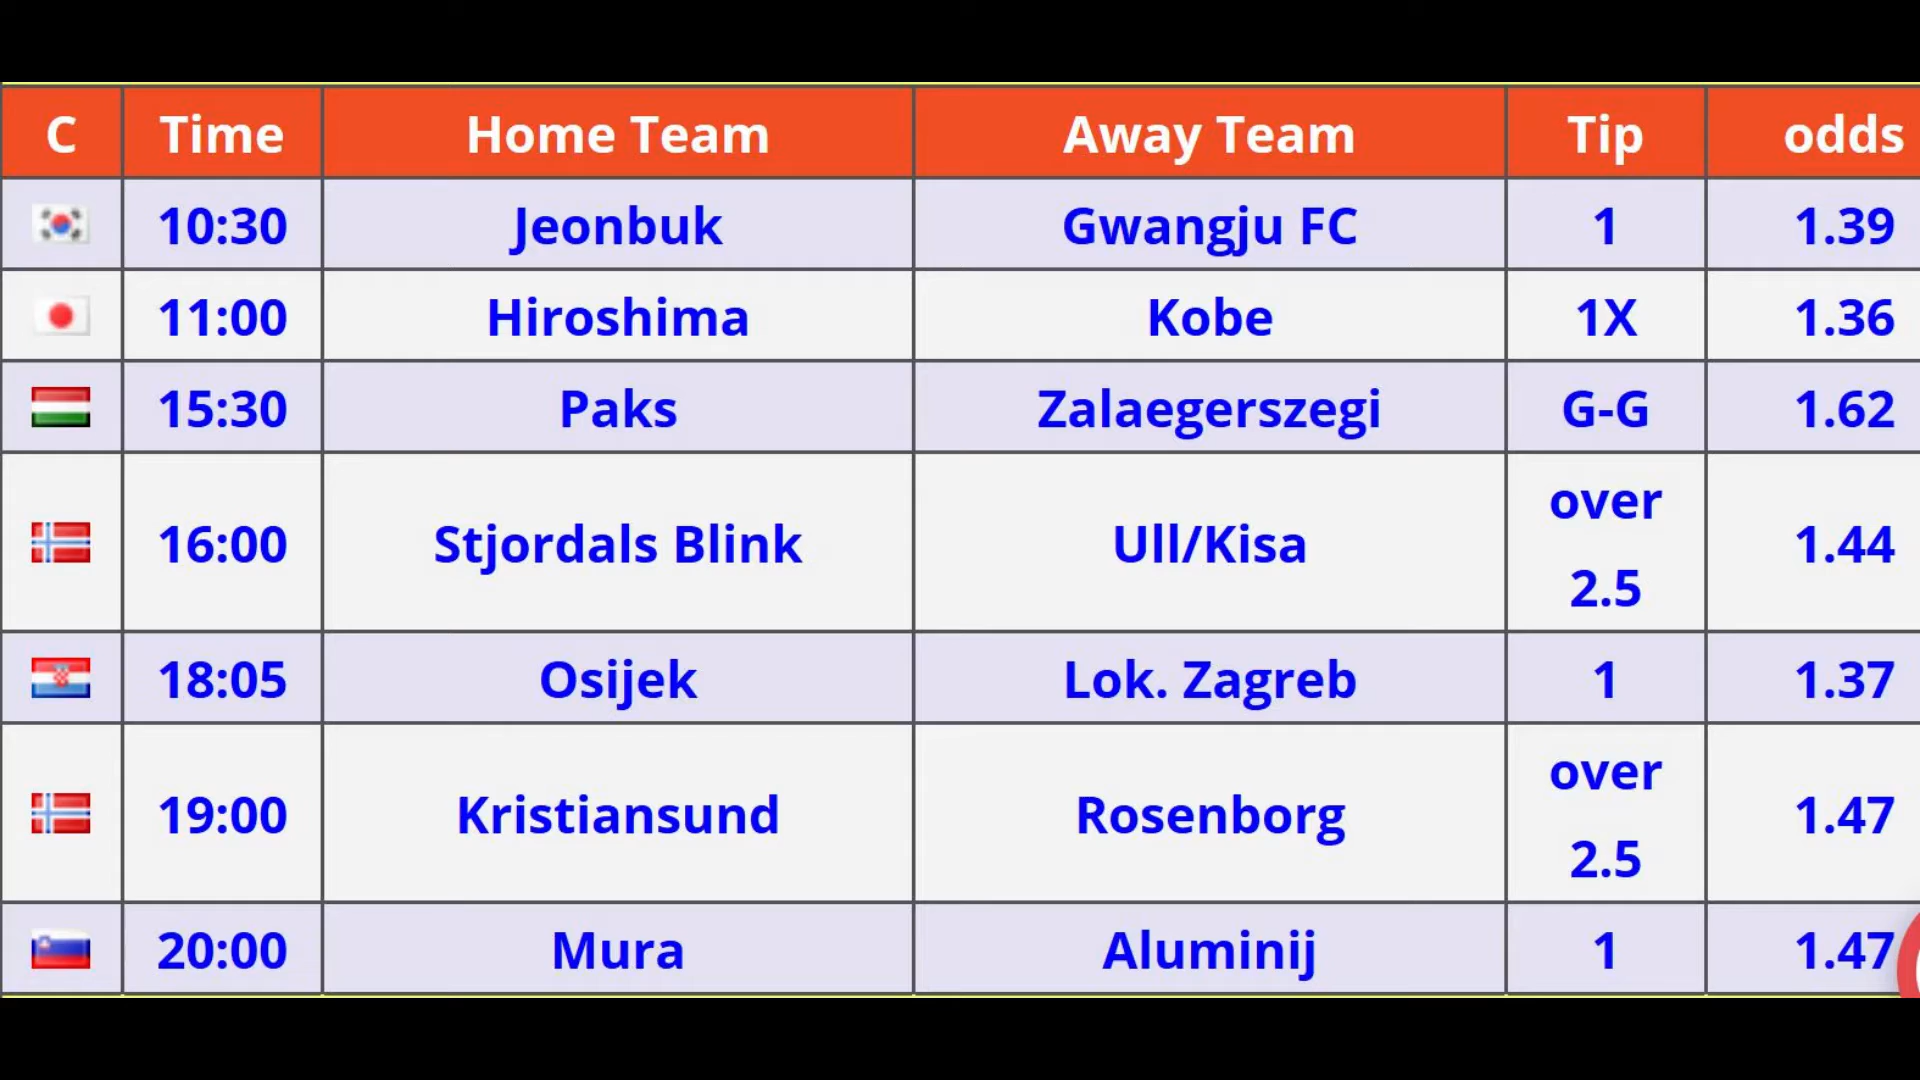 C Time Home Team Away Team Tip odds
10:30 Jeonbuk Gwangju FC 1 1.39
11:00 Hiroshima Kobe 1X 1.36
15:30 Paks Zalaegerszegi G-G 1.62
16:00 Stjordals Blink Ull/Kisa over 2.5 1.44
18:05 Osijek Lok. Zagreb 1 1.37
19:00 Kristiansund Rosenborg over 2.5 1.47
20:00 Mura Aluminij 1 1.47